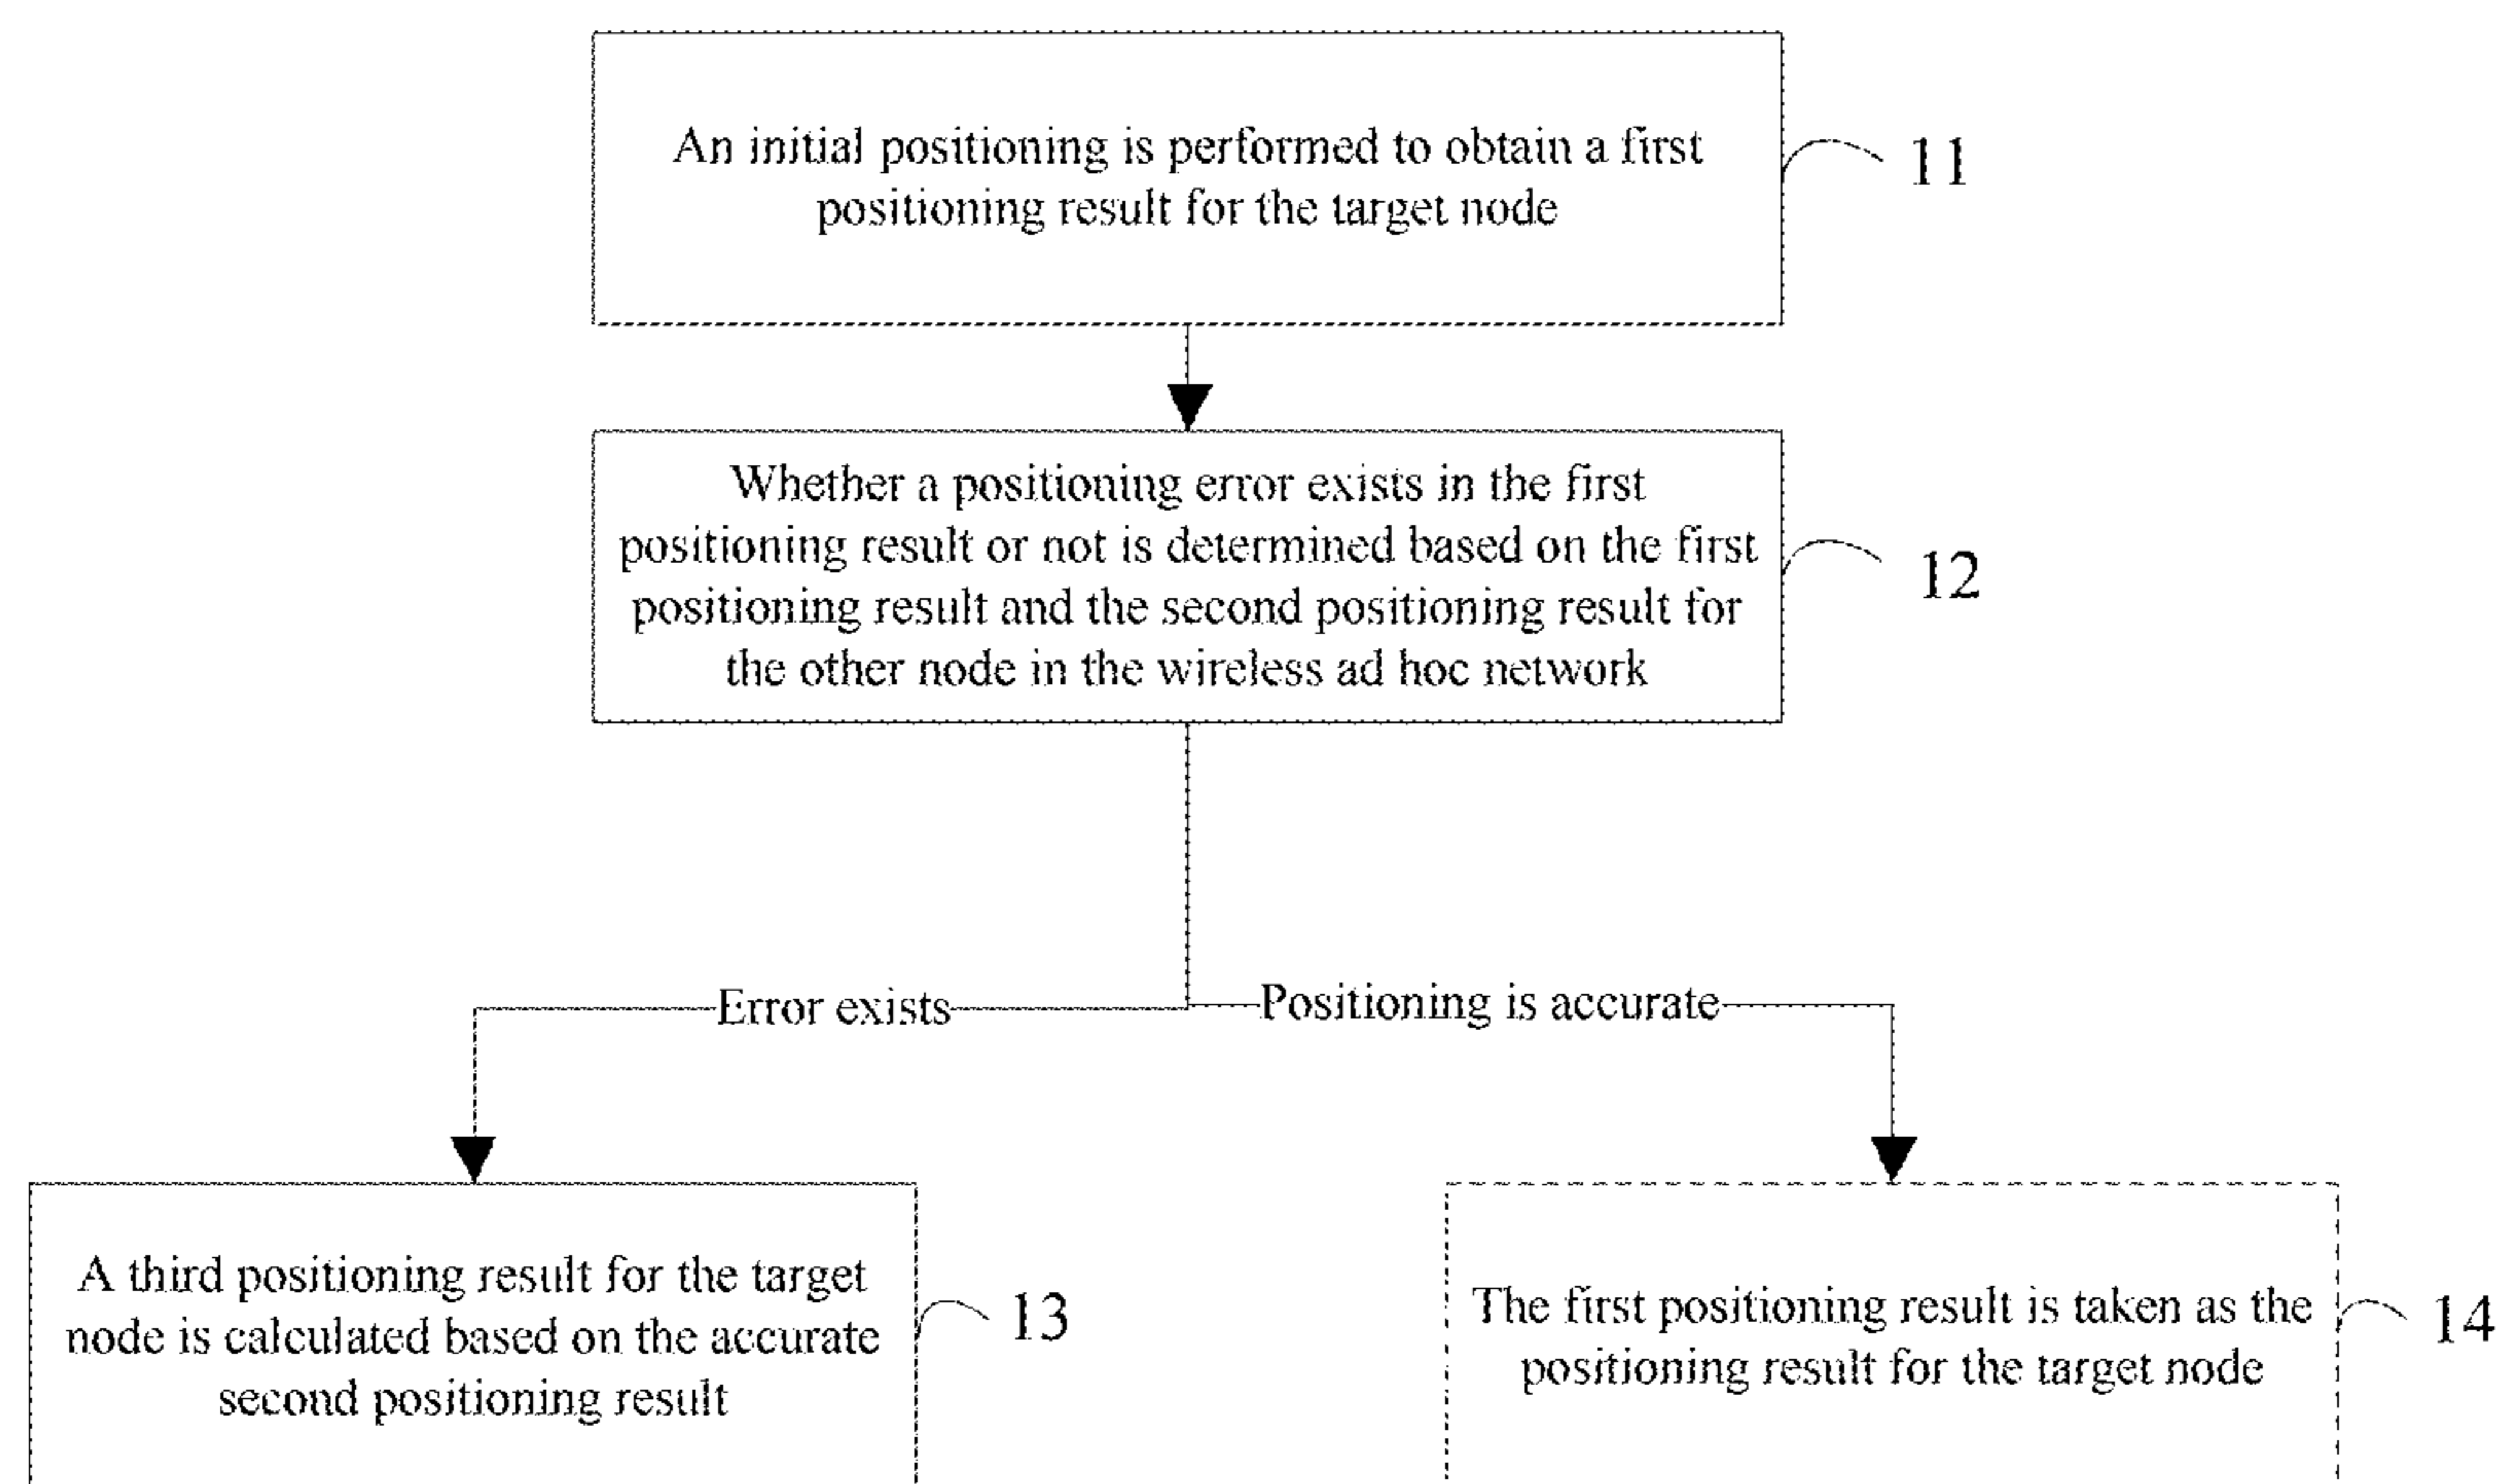 An initial positioning is performed to obtain a first
positioning result for the target node
11
Whether a positioning error exists in the first
positioning result or not is determined based on the first
positioning result and the second positioning result for
the other node in the wireless ad hoc network
12
Error exists
Positioning is accurate
A third positioning result for the target
node is calculated based on the accurate
second positioning result
13
The first positioning result is taken as the
positioning result for the target node
14